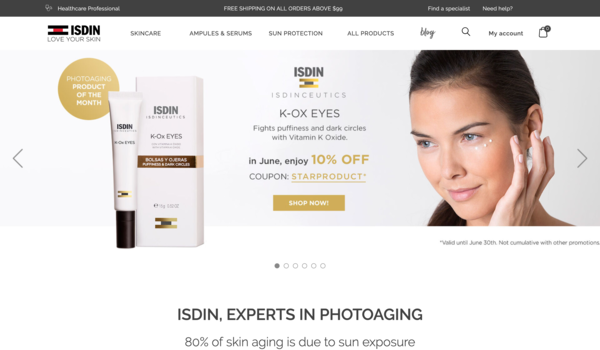 Healthcare Professional
FREE SHIPPING ON ALL ORDERS ABOVE $99
Find a specialist
Need help?
ISDIN
LOVE YOUR SKIN
SKINCARE
AMPULES & SERUMS
SUN PROTECTION
ALL PRODUCTS
blog
My account
0
PHOTOAGING
PRODUCT
OF THE
MONTH
ISDIN
ISDINCEUTICS
K-Ox EYES
ISDIN
ISDINCEUTICS
K-Ox EYES
BOLSAS Y OJERAS
PUFFINESS & DARK CIRCLES
ISDIN
ISDINCEUTICS
K-OX EYES
Fights puffiness and dark circles
with Vitamin K Oxide.
in June, enjoy 10% OFF
COUPON: STARPRODUCT*
SHOP NOW!
*Valid until June 30th. Not cumulative with other promotions.
ISDIN, EXPERTS IN PHOTOAGING
80% of skin aging is due to sun exposure